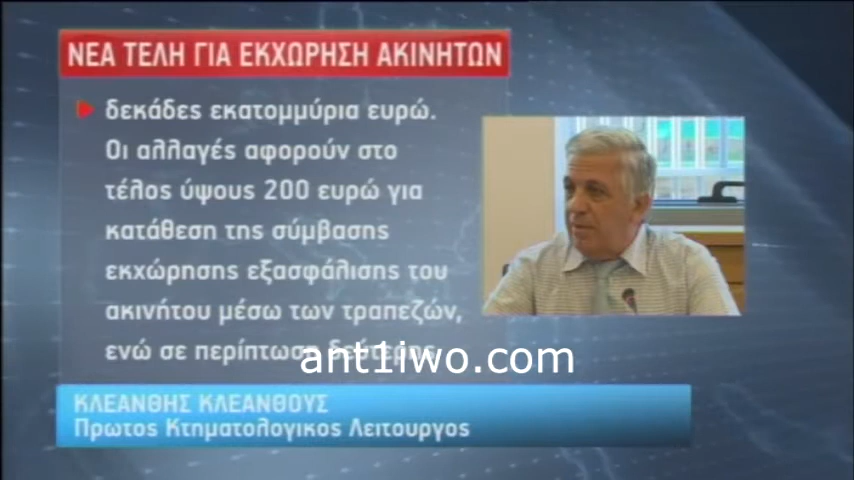 ΝΕΑ ΤΕΛΗ ΓΙΑ ΕΚΧΩΡΗΣΗ ΑΚΙΝΗΤΩΝ
δεκάδες εκατομμύρια ευρώ.
Οι αλλαγές αφορούν στο
τέλος ύψους 200 ευρώ για
κατάθεση της σύμβασης
εκχώρησης εξασφάλισης του
ακινήτου μέσω των τραπεζών,
ενώ σε περίπτωση δεύτερης
ant1iwo.com
ΚΛΕΑΝΘΗΣ ΚΛΕΑΝΘΟΥΣ
Πρωτος Κτηματολογικος Λειτουργος